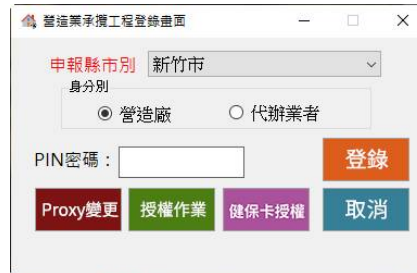 營造業承攬工程登錄畫面
申報縣市別 新竹市
身分別
營造廠 代辦業者
PIN密碼： 登錄
Proxy變更 授權作業 健保卡授權 取消